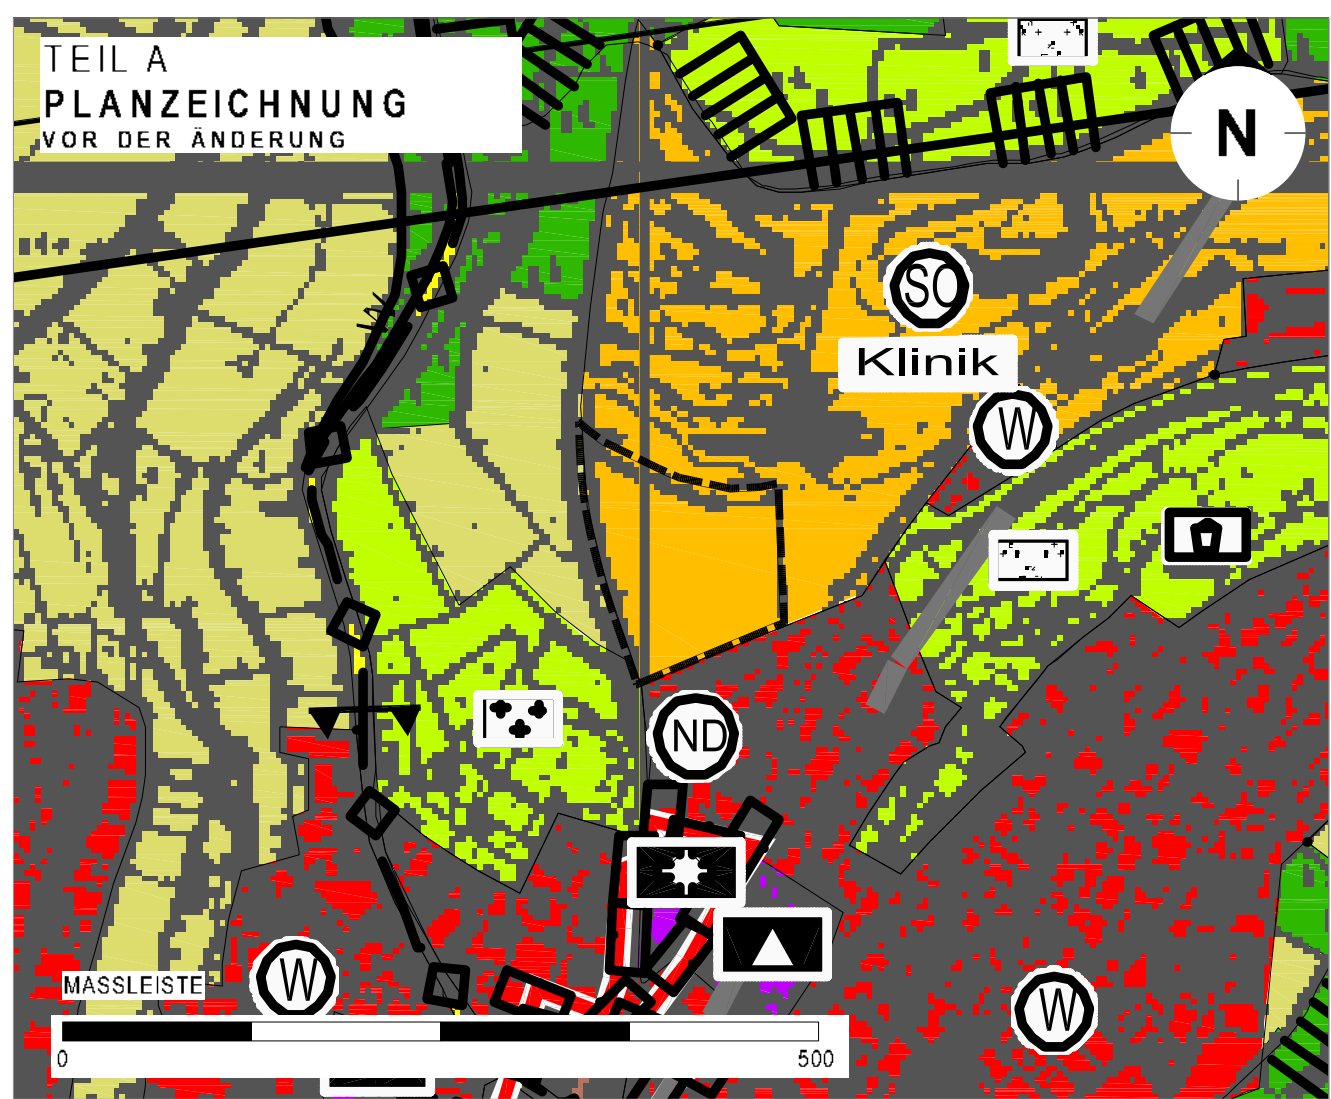 TEIL A
PLANZEICHNUNG
VOR DER ÄNDERUNG
N
SO
Klinik
W
ND
W
W
MASSLEISTE
0 500